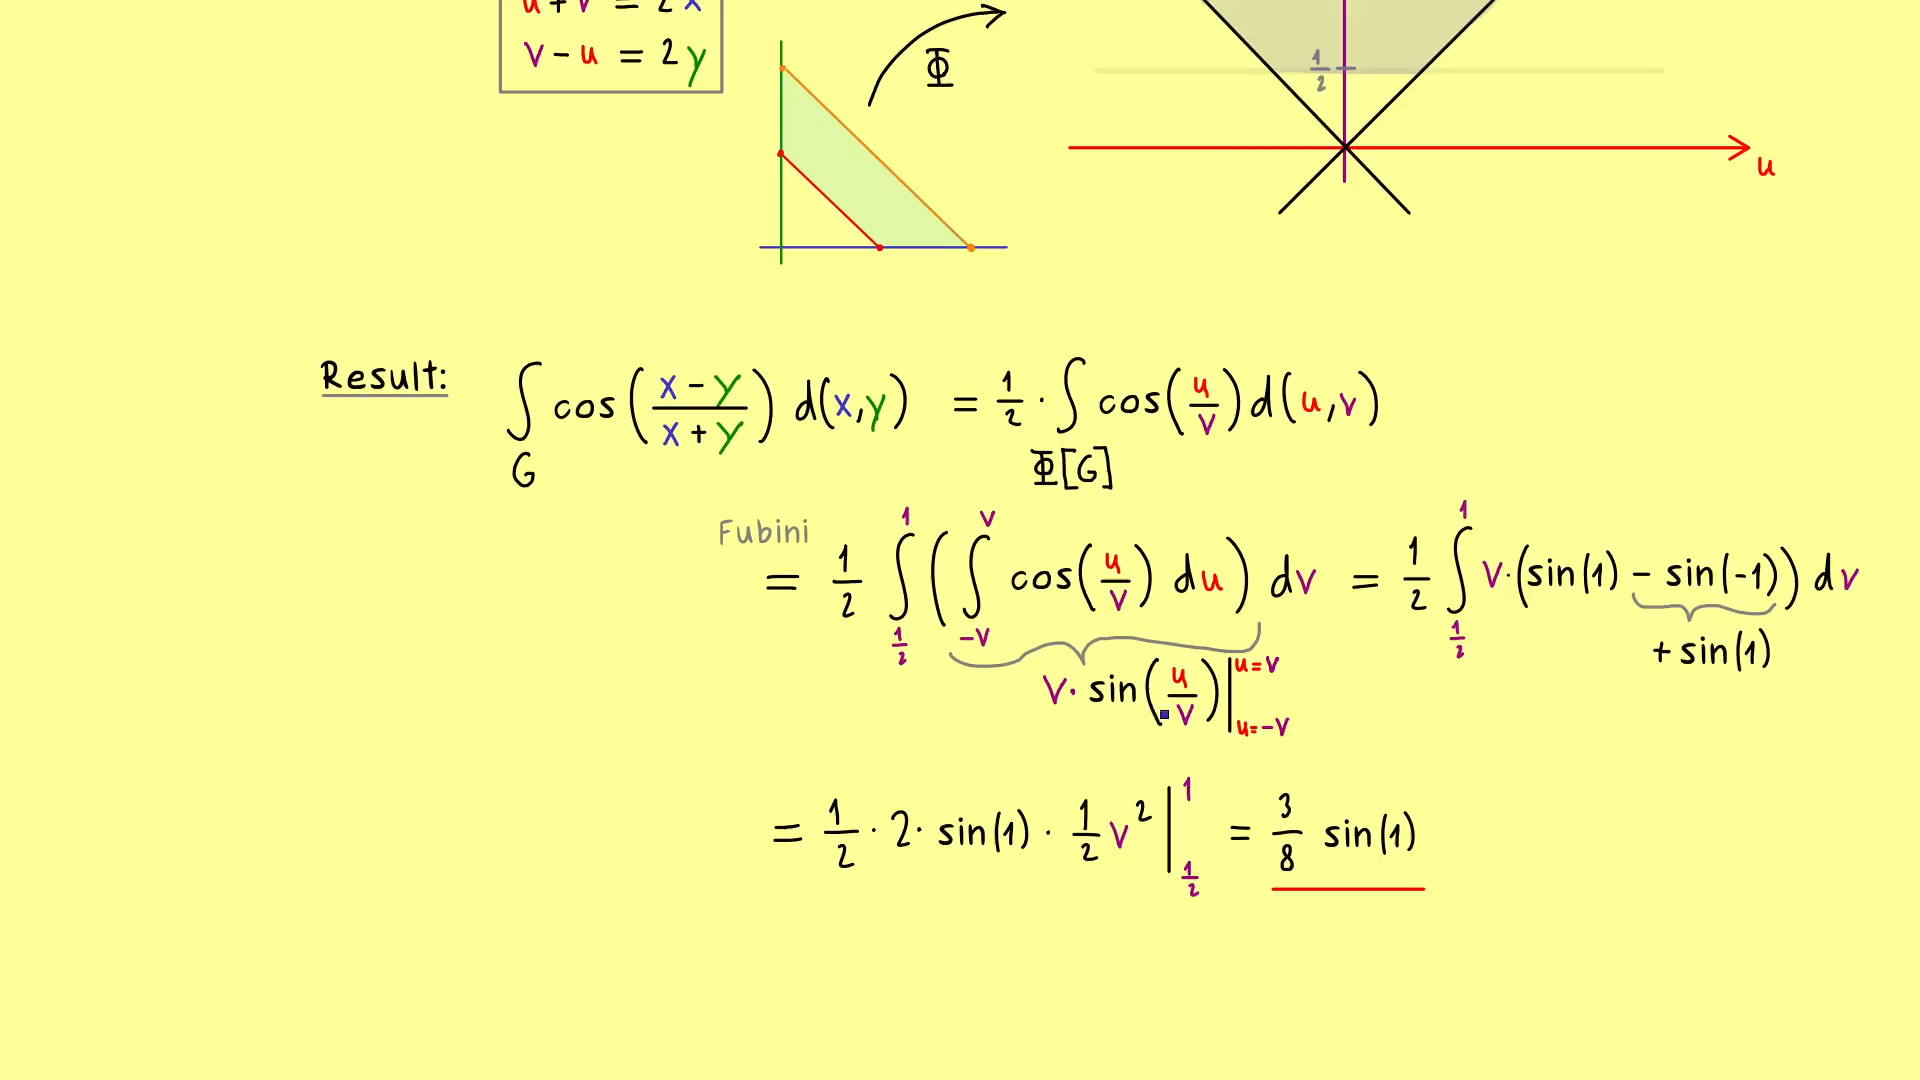 u + v = 2x
v - u = 2y
Φ
1/2
u
Result: ∫_G cos((x - y)/(x + y)) d(x,y) = 1/2 · ∫_Φ[G] cos(u/v) d(u,v)
Fubini
= 1/2 ∫_{1/2}^{1} (∫_{-v}^{v} cos(u/v) du) dv = 1/2 ∫_{1/2}^{1} v·(sin(1) - sin(-1)) dv
+ sin(1)
v· sin(u/v) |_{u=-v}^{u=v}
= 1/2 · 2 · sin(1) · 1/2 v² |_{1/2}^{1} = 3/8 sin(1)